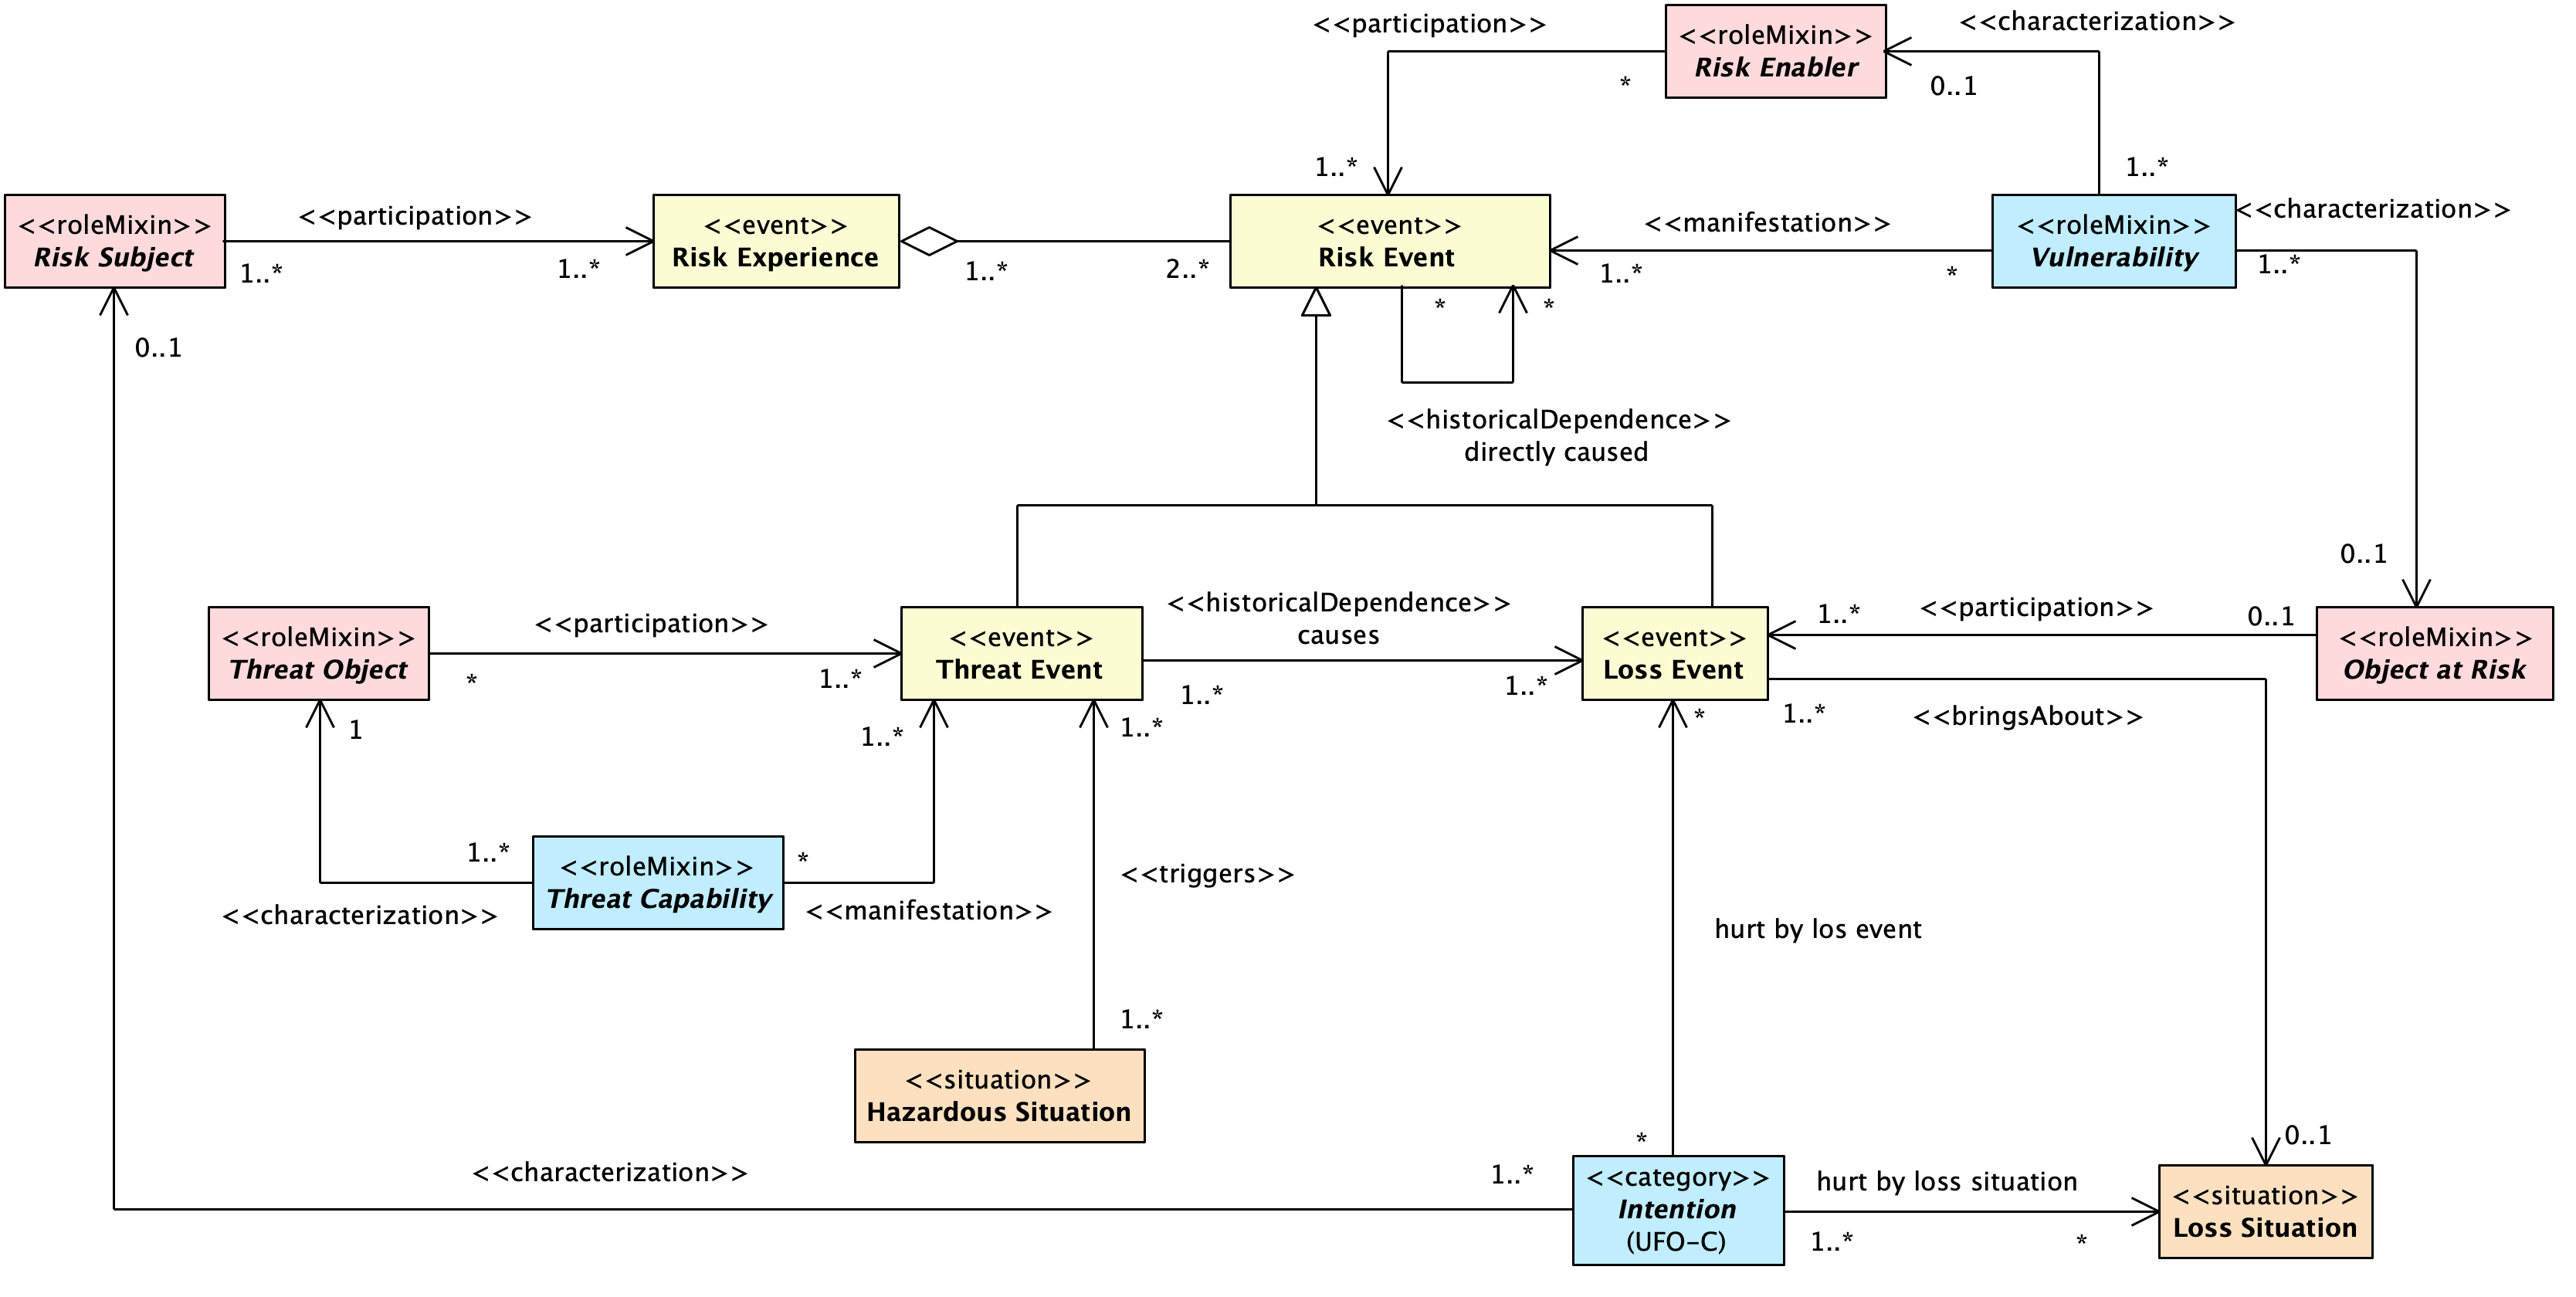 <<participation>>
<<roleMixin>>
Risk Enabler
<<characterization>>
*
0..1
1..*
1..*
<<roleMixin>>
Risk Subject
<<participation>>
1..*
1..*
<<event>>
Risk Experience
1..*
2..*
<<event>>
Risk Event
<<manifestation>>
1..*
*
<<roleMixin>>
Vulnerability
<<characterization>>
1..*
0..1
*
*
<<historicalDependence>>
directly caused
0..1
<<roleMixin>>
Threat Object
<<participation>>
*
1..*
<<event>>
Threat Event
<<historicalDependence>>
causes
1..*
1..*
<<event>>
Loss Event
1..*
<<participation>>
0..1
<<roleMixin>>
Object at Risk
1
1..*
1..*
*
1..*
<<bringsAbout>>
1..*
<<roleMixin>>
Threat Capability
*
<<characterization>>
<<manifestation>>
<<triggers>>
hurt by los event
1..*
<<situation>>
Hazardous Situation
*
0..1
<<characterization>>
1..*
<<category>>
Intention
(UFO-C)
hurt by loss situation
1..*
*
<<situation>>
Loss Situation